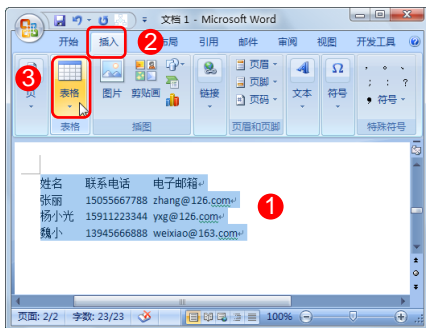 文档 1 - Microsoft Word
开始 插入 2 布局 引用 邮件 审阅 视图 开发工具
3 页 表格 图片 剪贴画 链接 页眉 页脚 页码 文本 符号 , 。 、 ; : ? , 符号
表格 插图 页眉和页脚 特殊符号
姓名 联系电话 电子邮箱
张丽 15055667788 zhang@126.com
杨小光 15911223344 yxg@126.com
魏小 13945666888 weixiao@163.com
1
页面: 2/2 字数: 23/23 100%